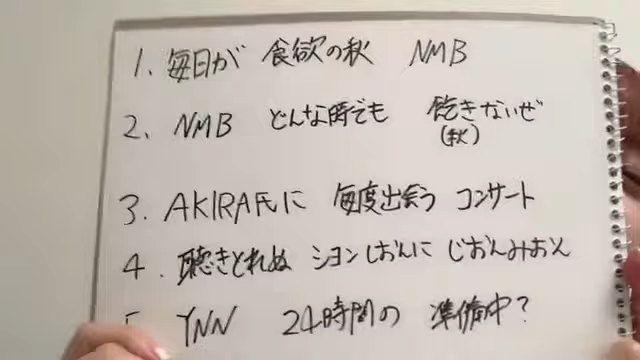 1. 毎日が 食欲の秋 NMB
2. NMB どんな時でも 飽きないぜ
(秋)
3. AKIRA氏に 毎度出会う コンサート
4. 聴きとれぬ ションしおんに じおんみおん
5 YNN 24時間の 準備中?